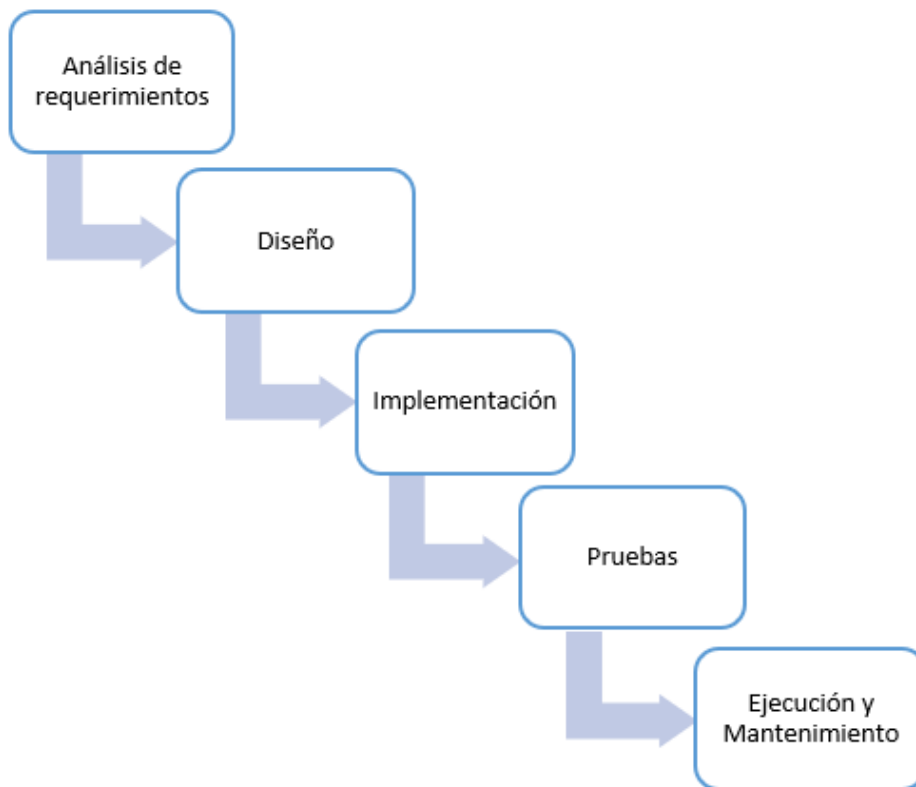 Análisis de
requerimientos
Diseño
Implementación
Pruebas
Ejecución y
Mantenimiento